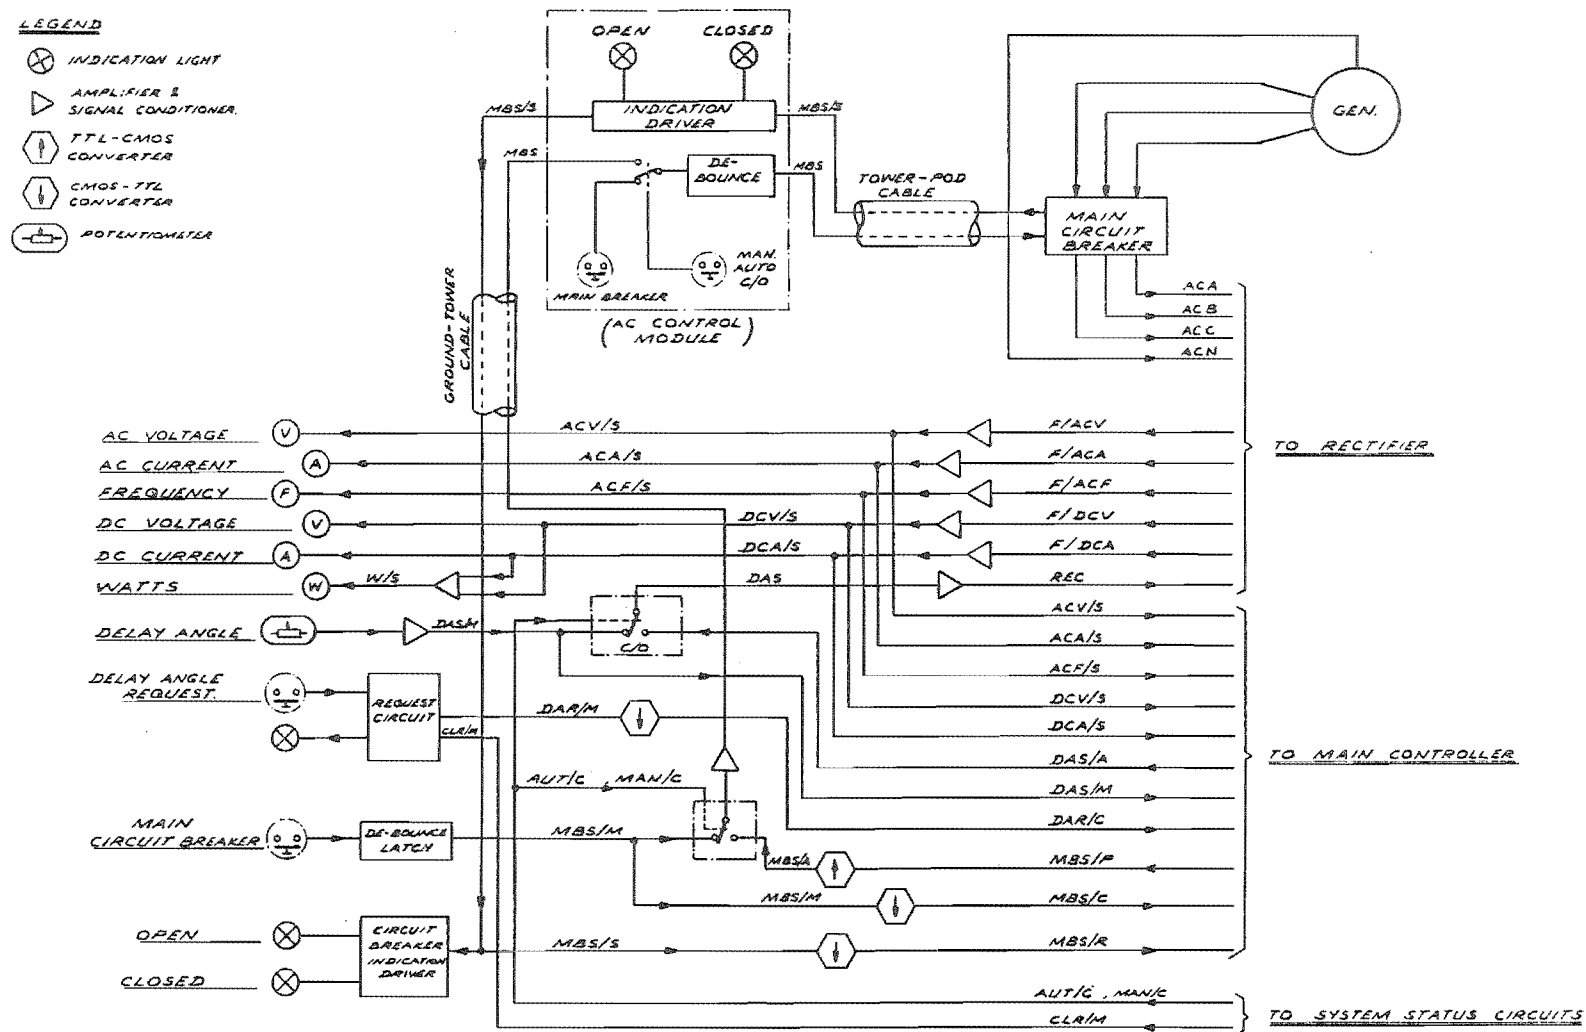 LEGEND
INDICATION LIGHT
AMPLIFIER &
SIGNAL CONDITIONER.
TTL-CMOS
CONVERTER
CMOS-TTL
CONVERTER
POTENTIOMETER
OPEN
CLOSED
MBS/S
INDICATION
DRIVER
MBS/S
MBS
DE-
BOUNCE
MBS
MAN.
AUTO
C/O
MAIN BREAKER
(AC CONTROL
MODULE)
TOWER-POD
CABLE
GEN.
MAIN
CIRCUIT
BREAKER
ACA
ACB
ACC
ACN
GROUND-TOWER
CABLE
AC VOLTAGE
V
ACV/S
F/ACV
TO RECTIFIER
AC CURRENT
A
ACA/S
F/ACA
FREQUENCY
F
ACF/S
F/ACF
DC VOLTAGE
V
DCV/S
F/DCV
DC CURRENT
A
DCA/S
F/DCA
WATTS
W
W/S
DAS
REC
DELAY ANGLE
DAS/M
C/O
ACV/S
ACA/S
ACF/S
DCV/S
DCA/S
DAS/A
DAS/M
DAR/C
MBS/P
MBS/C
MBS/R
TO MAIN CONTROLLER
DELAY ANGLE
REQUEST.
REQUEST
CIRCUIT
DAR/M
CLR/M
AUT/C , MAN/C
MAIN
CIRCUIT BREAKER
DE-BOUNCE
LATCH
MBS/M
MBS/A
MBS/M
OPEN
CLOSED
CIRCUIT
BREAKER
INDICATION
DRIVER
MBS/S
AUT/C , MAN/C
CLR/M
TO SYSTEM STATUS CIRCUITS